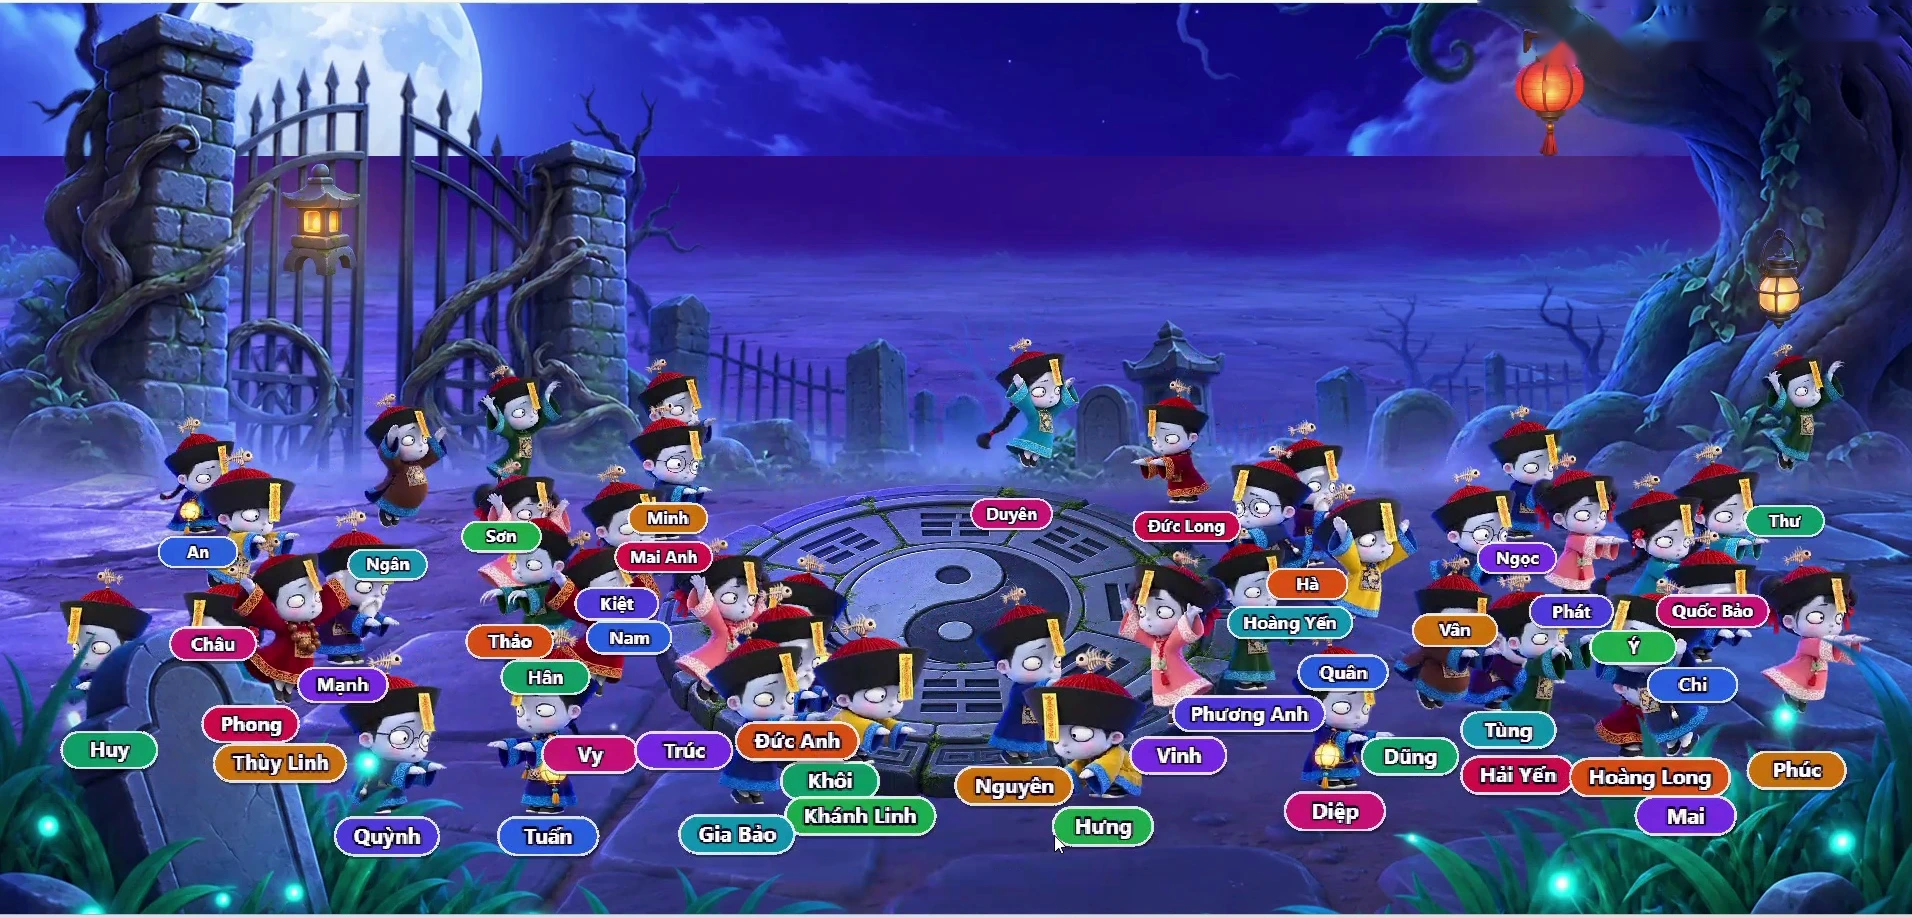 Duyên
Minh
Thư
Đức Long
Sơn
An
Mai Anh
Ngọc
Ngân
Hà
Kiệt
Phát
Quốc Bảo
Hoàng Yến
Vân
Nam
Thảo
Châu
Ý
Quân
Hân
Mạnh
Chi
Phương Anh
Phong
Tùng
Đức Anh
Huy
Trúc
Vy
Vinh
Dũng
Thùy Linh
Phúc
Hải Yến
Hoàng Long
Khôi
Nguyên
Diệp
Khánh Linh
Mai
Hưng
Gia Bảo
Quỳnh
Tuấn